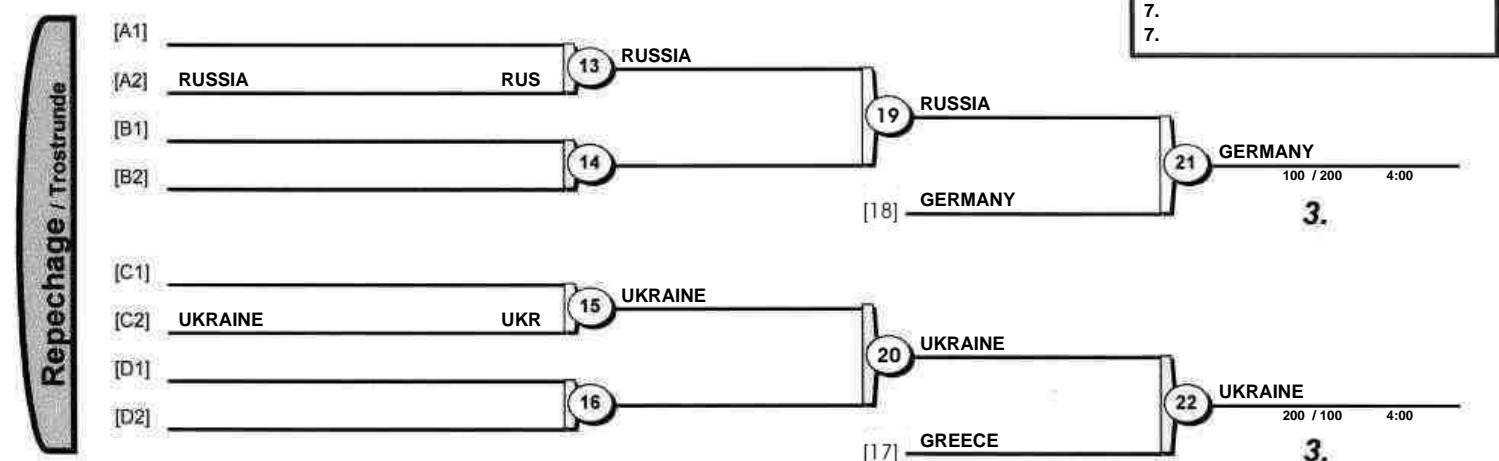 7.
7.
Repechage / Trostrunde
[A1]
13 RUSSIA
[A2] RUSSIA RUS
19 RUSSIA
[B1]
14
21 GERMANY
[B2]
100 / 200 4:00
[18] GERMANY
3.
[C1]
15 UKRAINE
[C2] UKRAINE UKR
20 UKRAINE
[D1]
16
22 UKRAINE
[D2]
200 / 100 4:00
[17] GREECE
3.